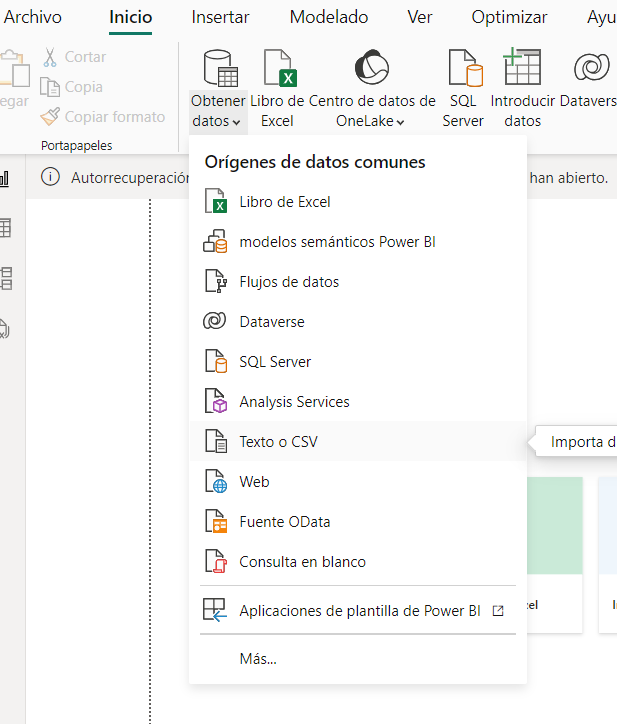 Archivo Inicio Insertar Modelado Ver Optimizar Ayu
Cortar
Copia
Copiar formato
egar
Portapapeles
Obtener datos
Libro de Excel
Centro de datos de OneLake
SQL Server
Introducir datos
Datavers
Autorrecuperación
han abierto.
Orígenes de datos comunes
Libro de Excel
modelos semánticos Power BI
Flujos de datos
Dataverse
SQL Server
Analysis Services
Texto o CSV
Importa d
Web
Fuente OData
Consulta en blanco
Aplicaciones de plantilla de Power BI
Más...